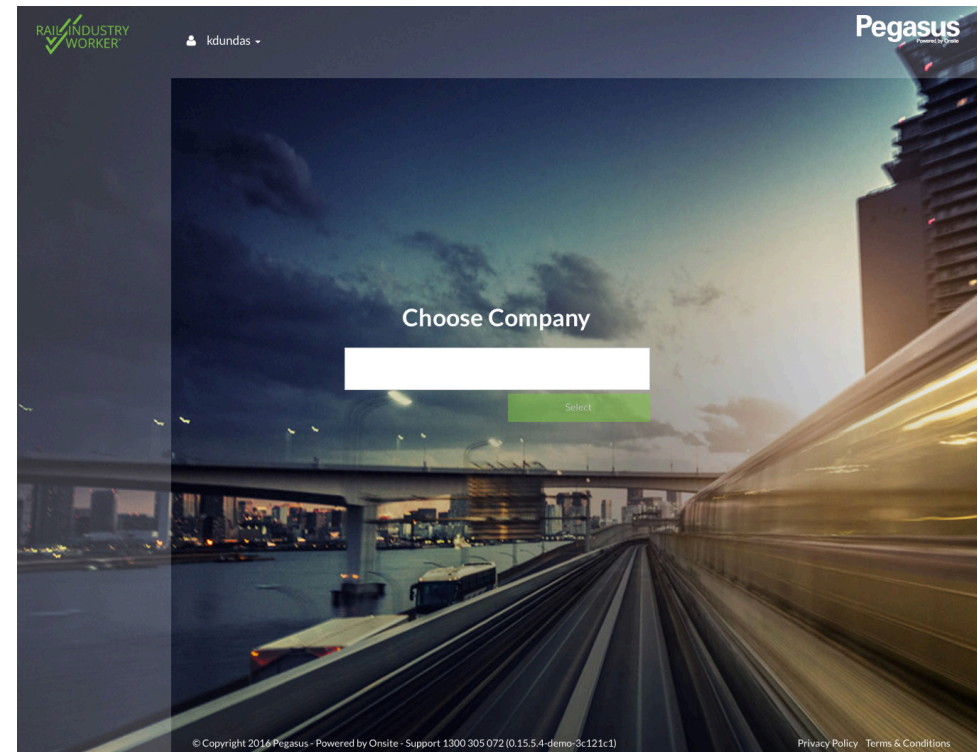 RAIL INDUSTRY
WORKER
kdundas
Pegasus
Powered by Onsite
Choose Company
Select
© Copyright 2016 Pegasus - Powered by Onsite - Support 1300 305 072 (0.15.5.4-demo-3c121c1)
Privacy Policy Terms & Conditions